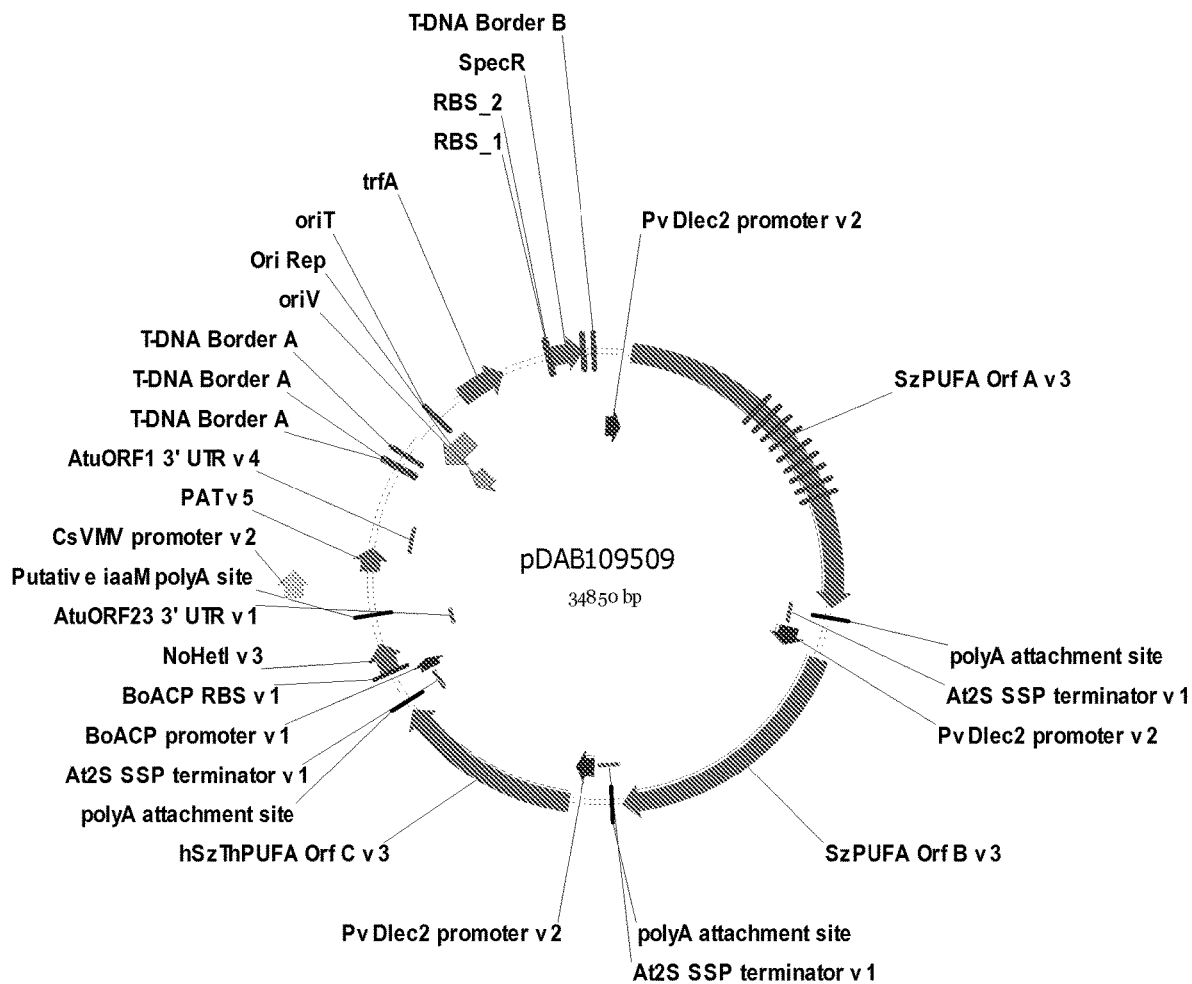 T-DNA Border B
SpecR
RBS_2
RBS_1
trfA
oriT
Ori Rep
oriV
T-DNA Border A
T-DNA Border A
T-DNA Border A
AtuORF1 3' UTR v 4
PAT v 5
CsVMV promoter v 2
Putative iaaM polyA site
AtuORF23 3' UTR v 1
NoHetI v 3
BoACP RBS v 1
BoACP promoter v 1
At2S SSP terminator v 1
polyA attachment site
hSzThPUFA Orf C v 3
Pv Dlec2 promoter v 2
Pv Dlec2 promoter v 2
SzPUFA Orf A v 3
pDAB109509
34850 bp
polyA attachment site
At2S SSP terminator v 1
Pv Dlec2 promoter v 2
SzPUFA Orf B v 3
polyA attachment site
At2S SSP terminator v 1